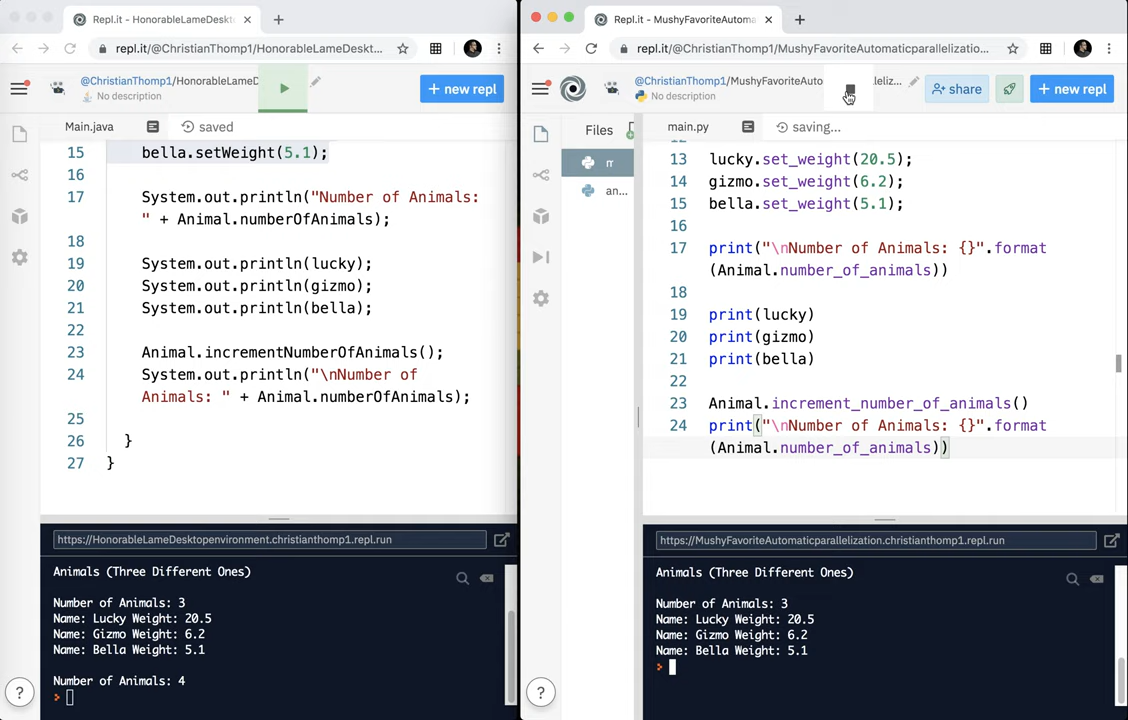 Repl.it - HonorableLameDeskt
repl.it/@ChristianThomp1/HonorableLameDeskt...
@ChristianThomp1/HonorableLameD
No description
+ new repl
Main.java
saved
15 bella.setWeight(5.1);
16
17 System.out.println("Number of Animals:
" + Animal.numberOfAnimals);
18
19 System.out.println(lucky);
20 System.out.println(gizmo);
21 System.out.println(bella);
22
23 Animal.incrementNumberOfAnimals();
24 System.out.println("\nNumber of
Animals: " + Animal.numberOfAnimals);
25
26 }
27 }
https://HonorableLameDesktopenvironment.christianthomp1.repl.run
Animals (Three Different Ones)
Number of Animals: 3
Name: Lucky Weight: 20.5
Name: Gizmo Weight: 6.2
Name: Bella Weight: 5.1
Number of Animals: 4
?
Repl.it - MushyFavoriteAutoma
repl.it/@ChristianThomp1/MushyFavoriteAutomaticparallelizatio...
@ChristianThomp1/MushyFavoriteAuto lleliz...
No description
share
+ new repl
Files
an...
main.py
saving...
12
13 lucky.set_weight(20.5);
14 gizmo.set_weight(6.2);
15 bella.set_weight(5.1);
16
17 print("\nNumber of Animals: {}".format
(Animal.number_of_animals))
18
19 print(lucky)
20 print(gizmo)
21 print(bella)
22
23 Animal.increment_number_of_animals()
24 print("\nNumber of Animals: {}".format
(Animal.number_of_animals))
https://MushyFavoriteAutomaticparallelization.christianthomp1.repl.run
Animals (Three Different Ones)
Number of Animals: 3
Name: Lucky Weight: 20.5
Name: Gizmo Weight: 6.2
Name: Bella Weight: 5.1
?